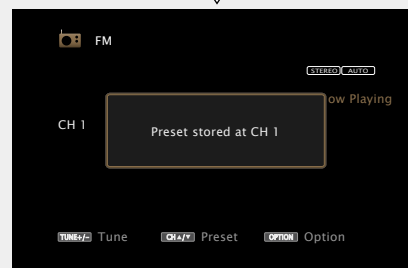 FM
STEREO AUTO
ow Playing
CH 1
Preset stored at CH 1
TUNE+/- Tune CH▲/▼ Preset OPTION Option